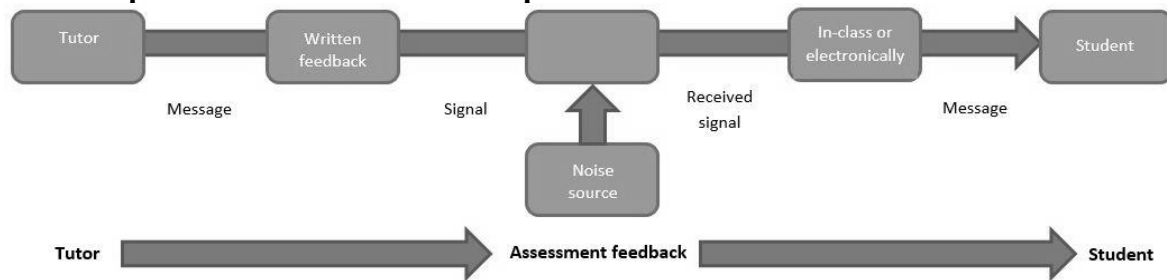 Tutor
Written
feedback
In-class or
electronically
Student
Message
Signal
Received
signal
Message
Noise
source
Tutor
Assessment feedback
Student